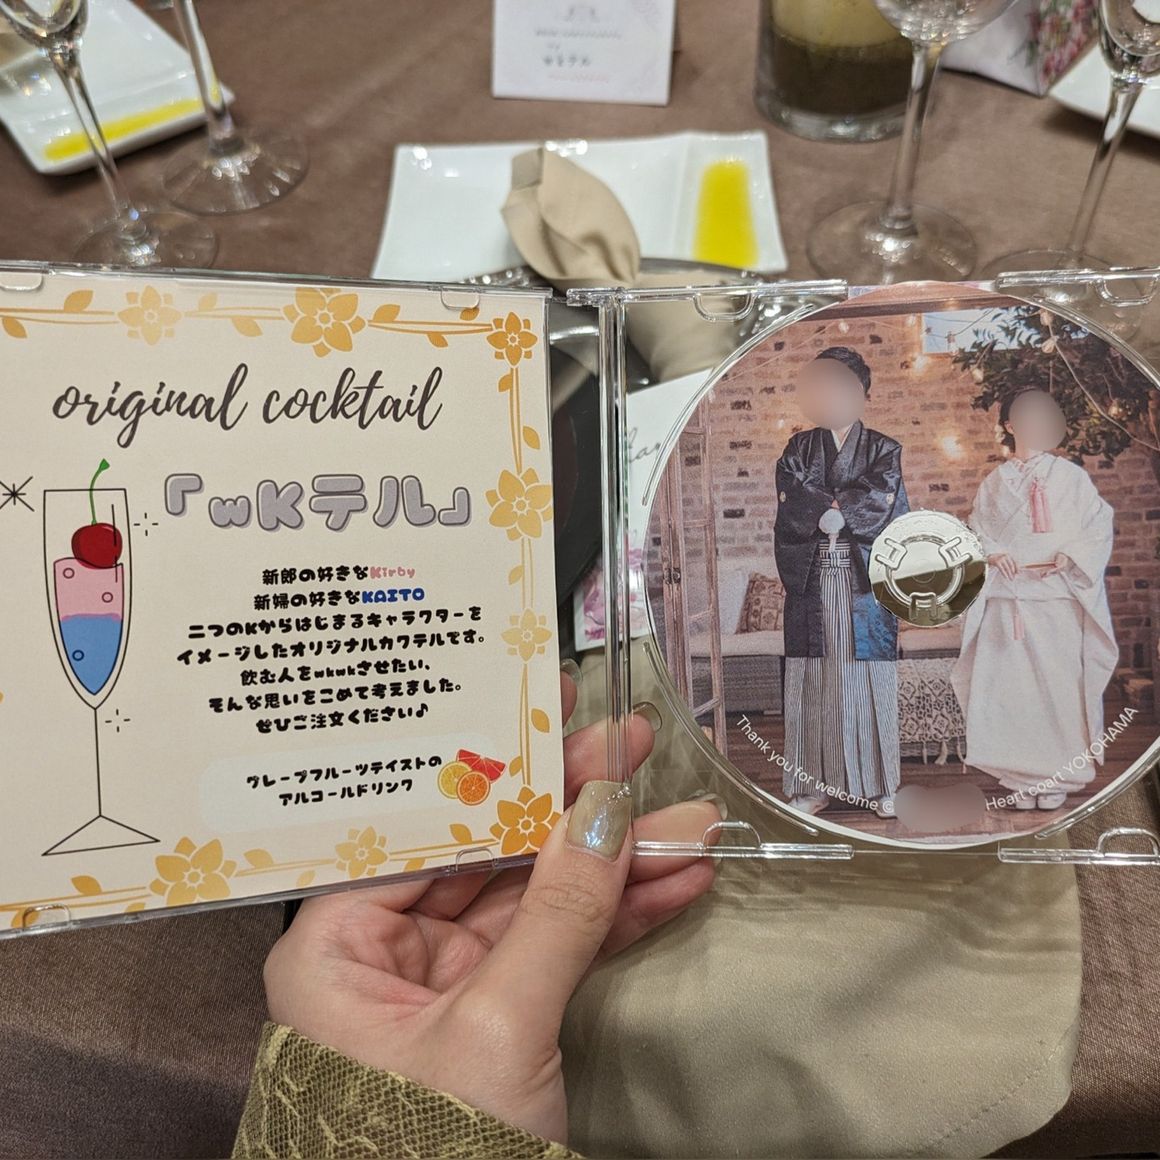 original cocktail
「wKテル」
新郎の好きなKirby
新婦の好きなKAITO
二つのKからはじまるキャラクターを
イメージしたオリジナルカクテルです。
飲む人をwkwkさせたい、
そんな思いをこめて考えました。
ぜひご注文ください♪
グレープフルーツテイストの
アルコールドリンク
Thank you for welcome @ Heart coart YOKOHAMA